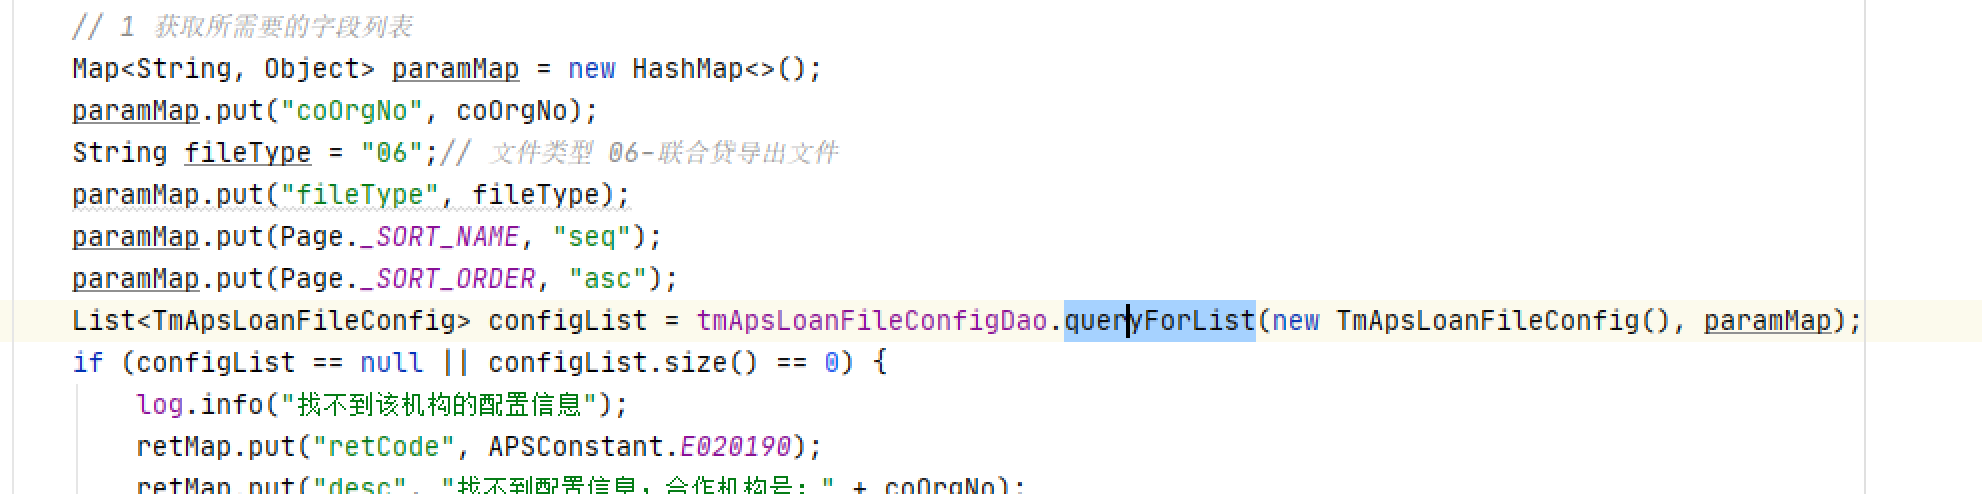 // 1 获取所需要的字段列表
Map<String, Object> paramMap = new HashMap<>();
paramMap.put("coOrgNo", coOrgNo);
String fileType = "06";// 文件类型 06-联合贷导出文件
paramMap.put("fileType", fileType);
paramMap.put(Page._SORT_NAME, "seq");
paramMap.put(Page._SORT_ORDER, "asc");
List<TmApsLoanFileConfig> configList = tmApsLoanFileConfigDao.queryForList(new TmApsLoanFileConfig(), paramMap);
if (configList == null || configList.size() == 0) {
log.info("找不到该机构的配置信息");
retMap.put("retCode", APSConstant.E020190);
retMap.put("desc", "找不到配置信息，合作机构号：" + coOrgNo);